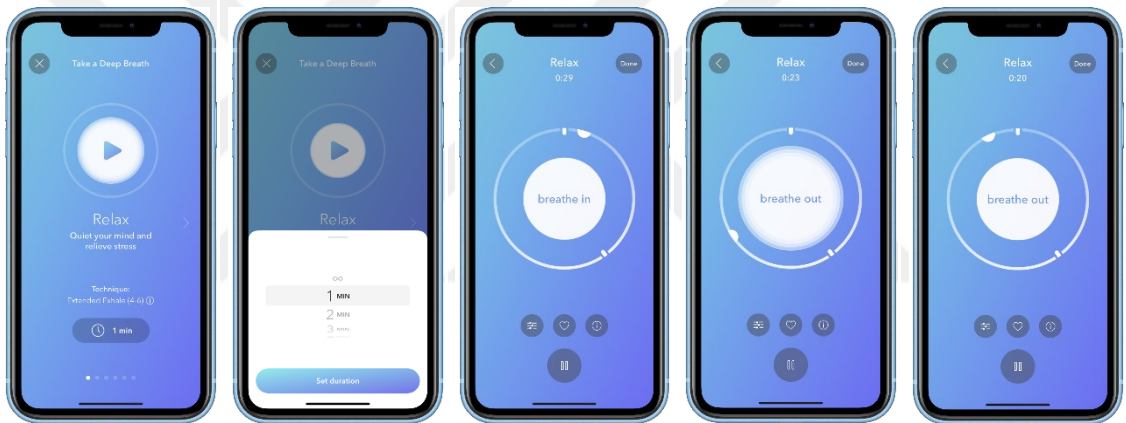 Take a Deep Breath
Relax
Quiet your mind and
relieve stress
Technique:
Extended Exhale (4-6)
1 min
Take a Deep Breath
Relax
∞
1 MIN
2 MIN
3 MIN
Set duration
Relax
Done
0:29
breathe in
Relax
Done
0:23
breathe out
Relax
Done
0:20
breathe out